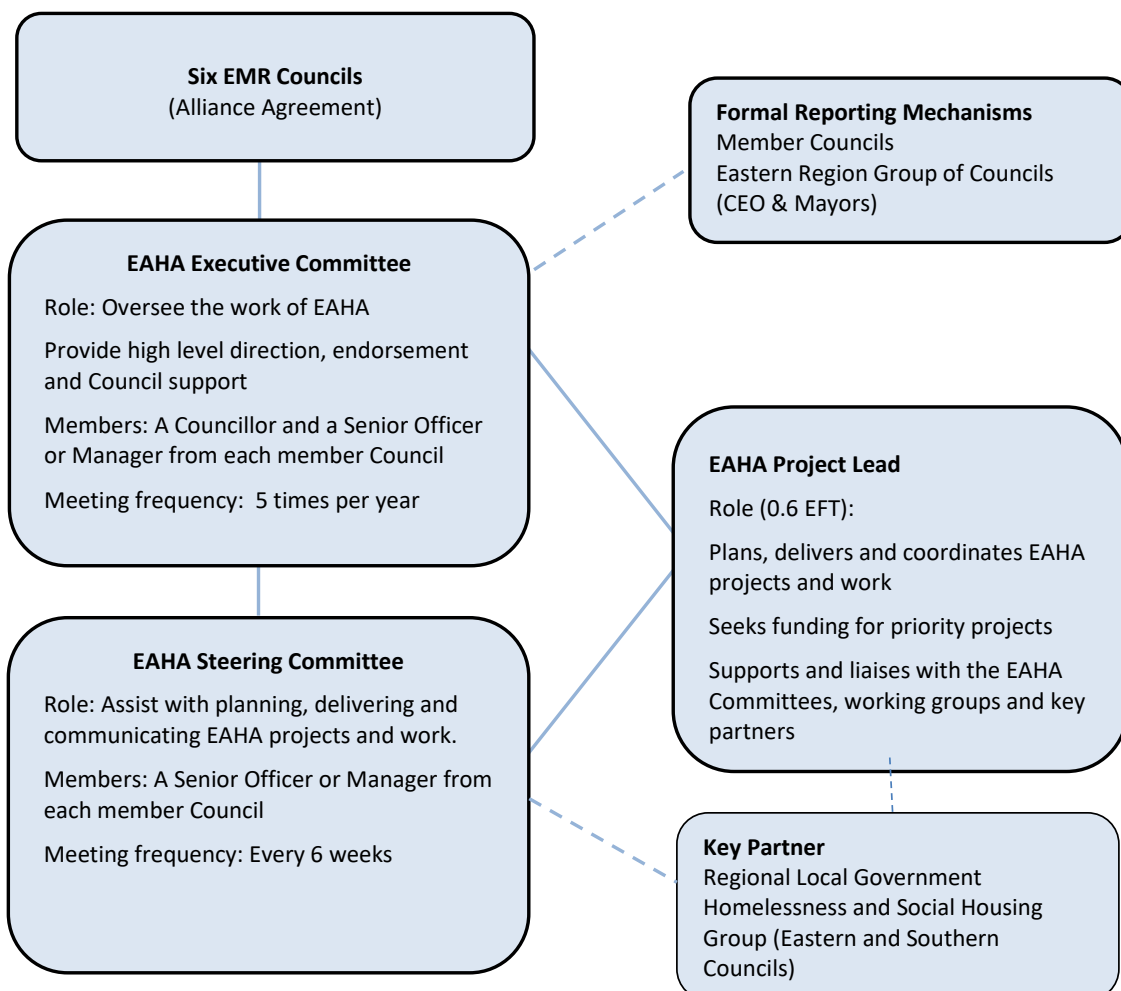 Six EMR Councils
(Alliance Agreement)
Formal Reporting Mechanisms
Member Councils
Eastern Region Group of Councils
(CEO & Mayors)
EAHA Executive Committee
Role: Oversee the work of EAHA
Provide high level direction, endorsement
and Council support
Members: A Councillor and a Senior Officer
or Manager from each member Council
Meeting frequency:  5 times per year
EAHA Project Lead
Role (0.6 EFT):
Plans, delivers and coordinates EAHA
projects and work
Seeks funding for priority projects
Supports and liaises with the EAHA
Committees, working groups and key
partners
EAHA Steering Committee
Role: Assist with planning, delivering and
communicating EAHA projects and work.
Members: A Senior Officer or Manager from
each member Council
Meeting frequency: Every 6 weeks
Key Partner
Regional Local Government
Homelessness and Social Housing
Group (Eastern and Southern
Councils)